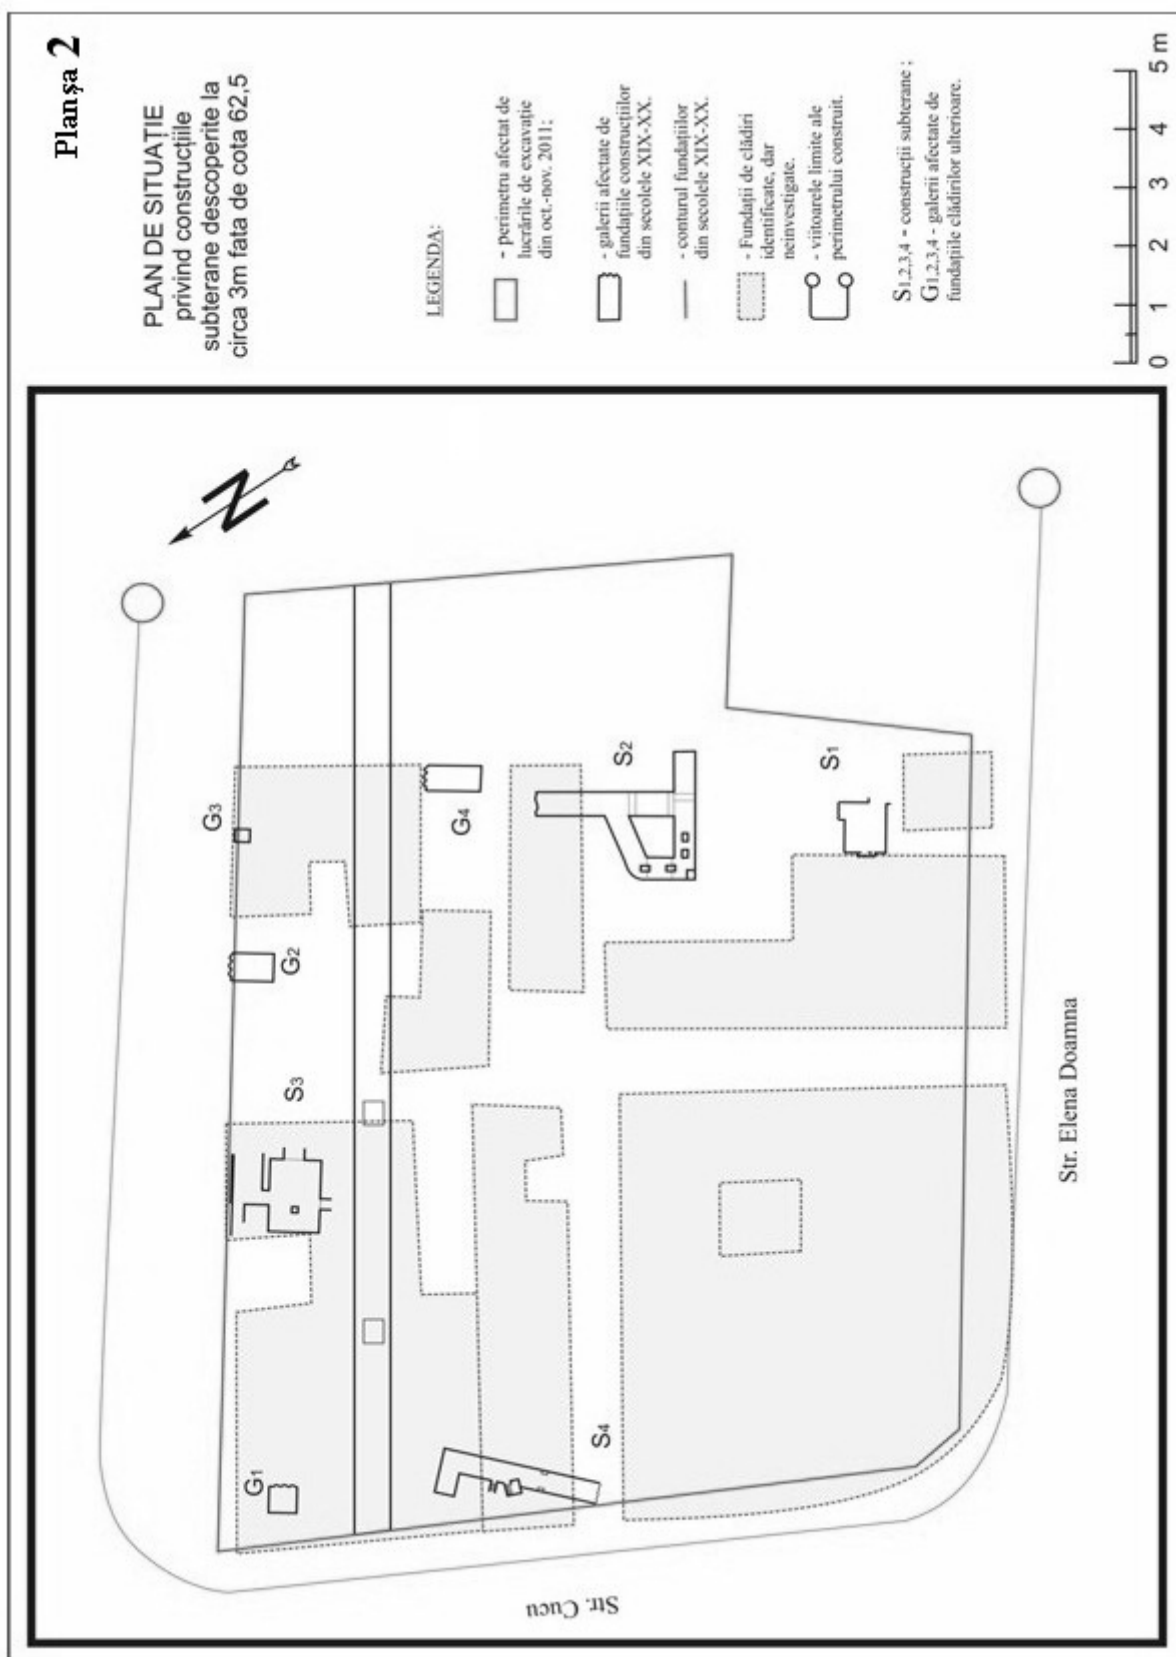 Planșa 2
PLAN DE SITUAȚIE
privind construcțiile
subterane descoperite la
circa 3m fata de cota 62,5
LEGENDA:
- perimetru afectat de
lucrările de excavație
din oct.-nov. 2011;
- galerii afectate de
fundațiile construcțiilor
din secolele XIX-XX.
- conturul fundațiilor
din secolele XIX-XX.
- Fundații de clădiri
identificate, dar
neinvestigate.
- viitoarele limite ale
perimetrului construit.
S1,2,3,4 - construcții subterane ;
G1,2,3,4 - galerii afectate de
fundațiile clădirilor ulterioare.
0 1 2 3 4 5 m
N
G1
S3
G2
G3
G4
S4
S2
S1
Str. Cucu
Str. Elena Doamna